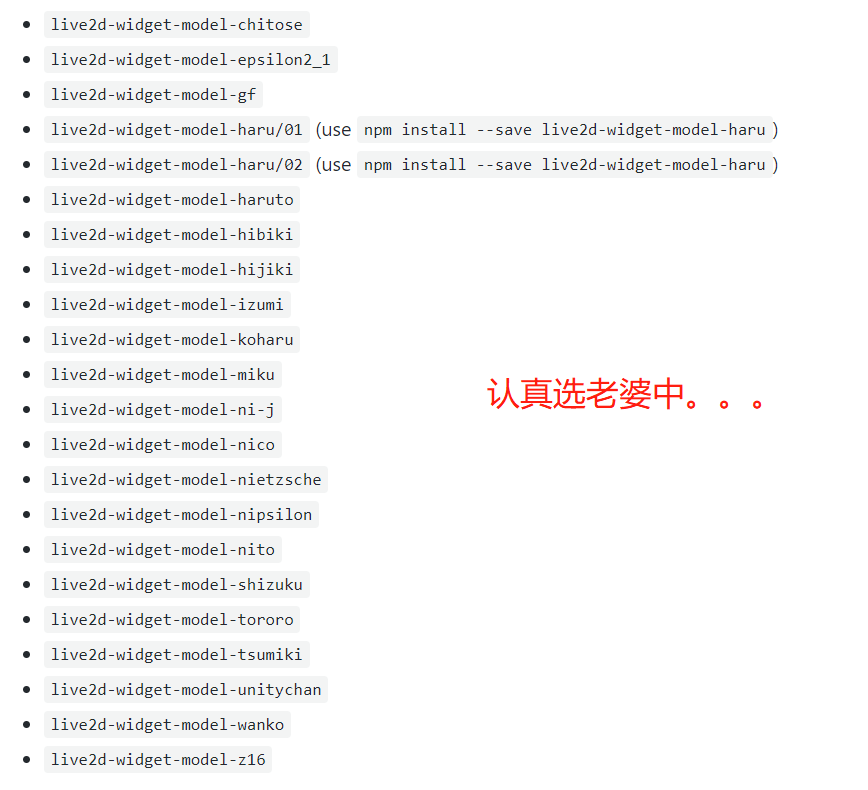 live2d-widget-model-chitose
live2d-widget-model-epsilon2_1
live2d-widget-model-gf
live2d-widget-model-haru/01 (use npm install --save live2d-widget-model-haru )
live2d-widget-model-haru/02 (use npm install --save live2d-widget-model-haru )
live2d-widget-model-haruto
live2d-widget-model-hibiki
live2d-widget-model-hijiki
live2d-widget-model-izumi
live2d-widget-model-koharu
live2d-widget-model-miku
认真选老婆中。。。
live2d-widget-model-ni-j
live2d-widget-model-nico
live2d-widget-model-nietzsche
live2d-widget-model-nipsilon
live2d-widget-model-nito
live2d-widget-model-shizuku
live2d-widget-model-tororo
live2d-widget-model-tsumiki
live2d-widget-model-unitychan
live2d-widget-model-wanko
live2d-widget-model-z16